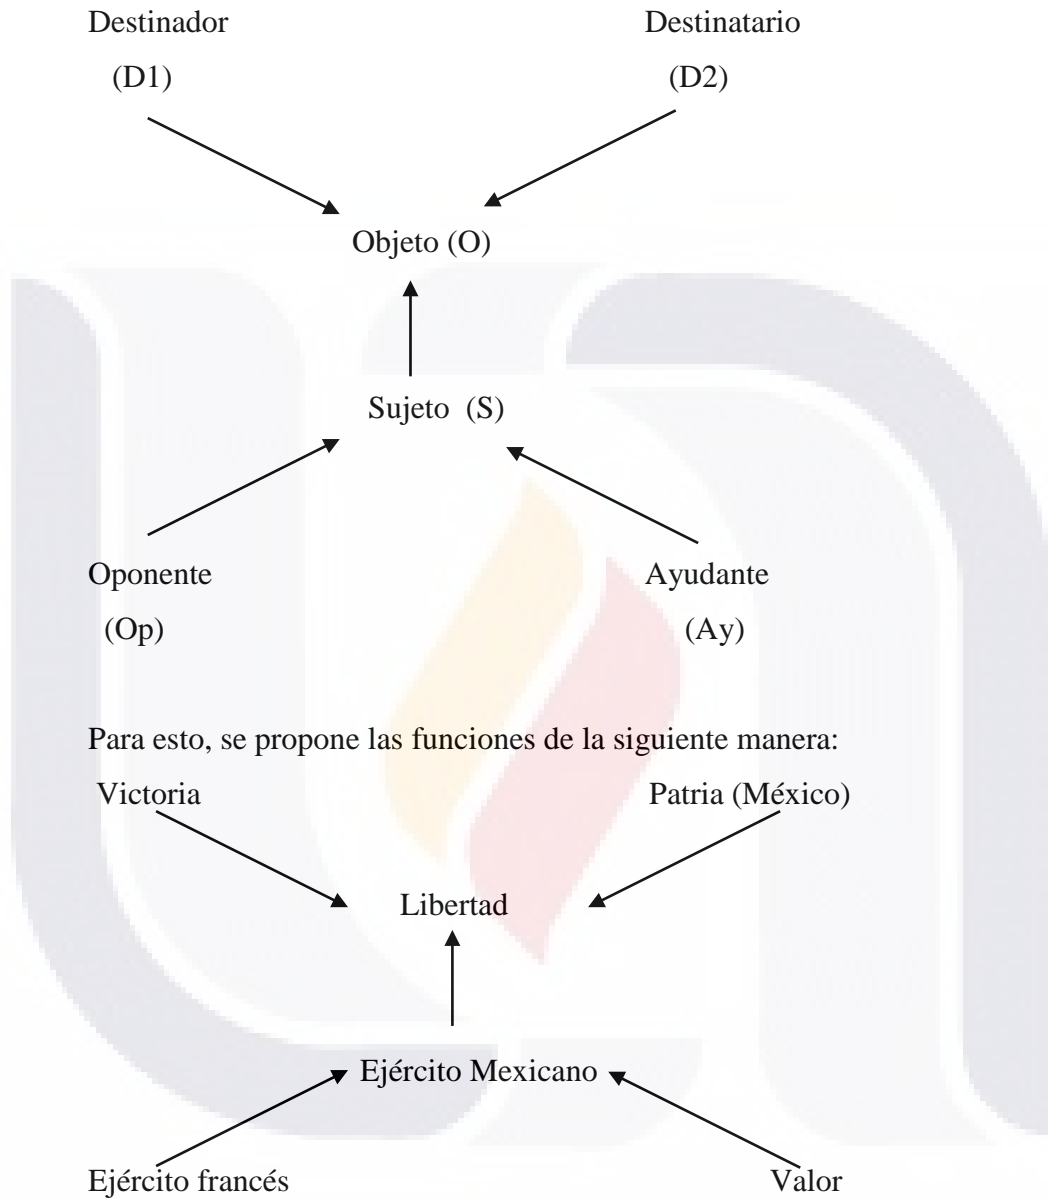 Destinador Destinatario
(D1) (D2)
Objeto (O)
Sujeto (S)
Oponente Ayudante
(Op) (Ay)
Para esto, se propone las funciones de la siguiente manera:
Victoria Patria (México)
Libertad
Ejército Mexicano
Ejército francés Valor